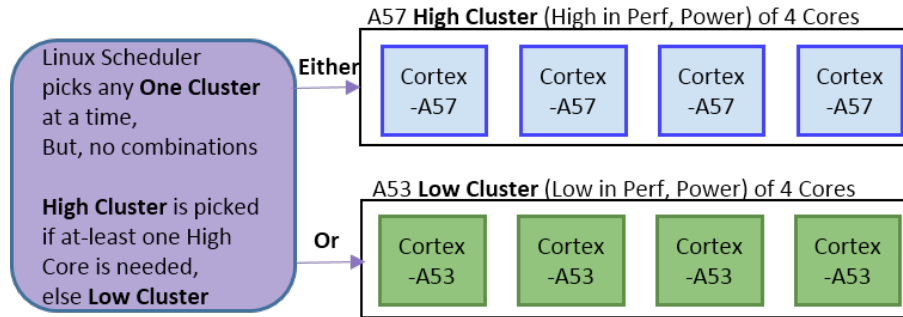 Linux Scheduler
picks any One Cluster
at a time,
But, no combinations
High Cluster is picked
if at-least one High
Core is needed,
else Low Cluster
Either
Or
A57 High Cluster (High in Perf, Power) of 4 Cores
Cortex
-A57
Cortex
-A57
Cortex
-A57
Cortex
-A57
A53 Low Cluster (Low in Perf, Power) of 4 Cores
Cortex
-A53
Cortex
-A53
Cortex
-A53
Cortex
-A53